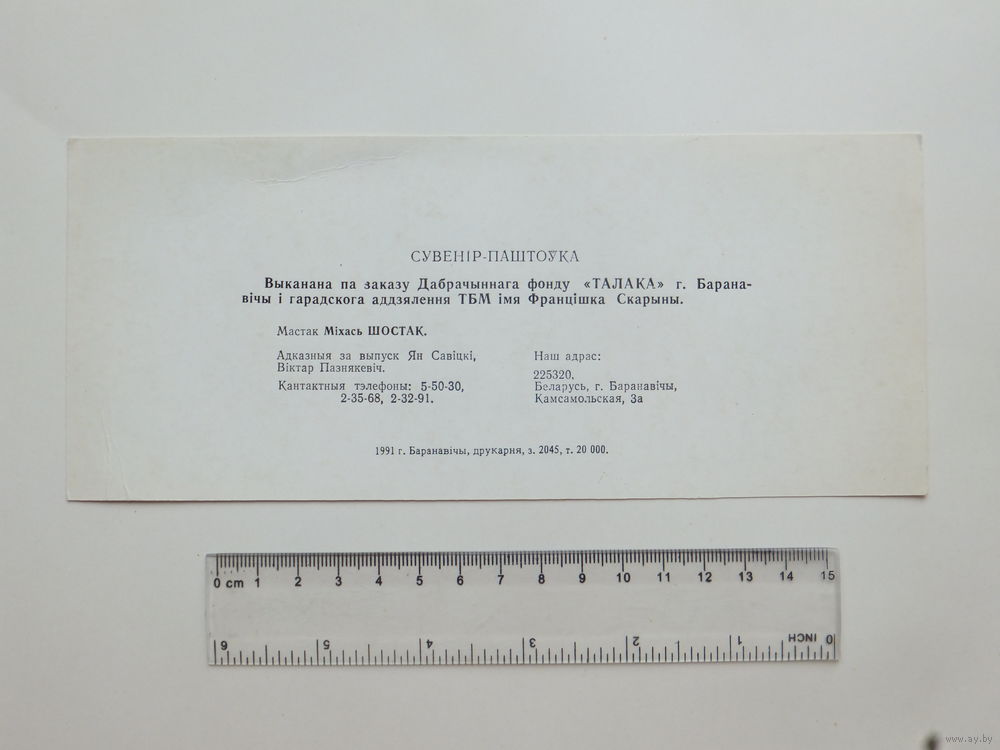 СУВЕНІР-ПАШТОЎКА
Выканана па заказу Дабрачыннага фонду «ТАЛАКА» г. Барана-
вічы і гарадскога аддзялення ТБМ імя Францішка Скарыны.
Мастак Міхась ШОСТАК.
Адказныя за выпуск Ян Савіцкі,
Віктар Пазнякевіч.
Кантактныя тэлефоны: 5-50-30,
2-35-68, 2-32-91.
Наш адрас:
225320.
Беларусь, г. Баранавічы,
Камсамольская, 3а
1991 г. Баранавічы, друкарня, з. 2045, т. 20 000.
0 cm 1 2 3 4 5 6 7 8 9 10 11 12 13 14 15
6 5 4 3 2 1 INCH 0
www.ay.by